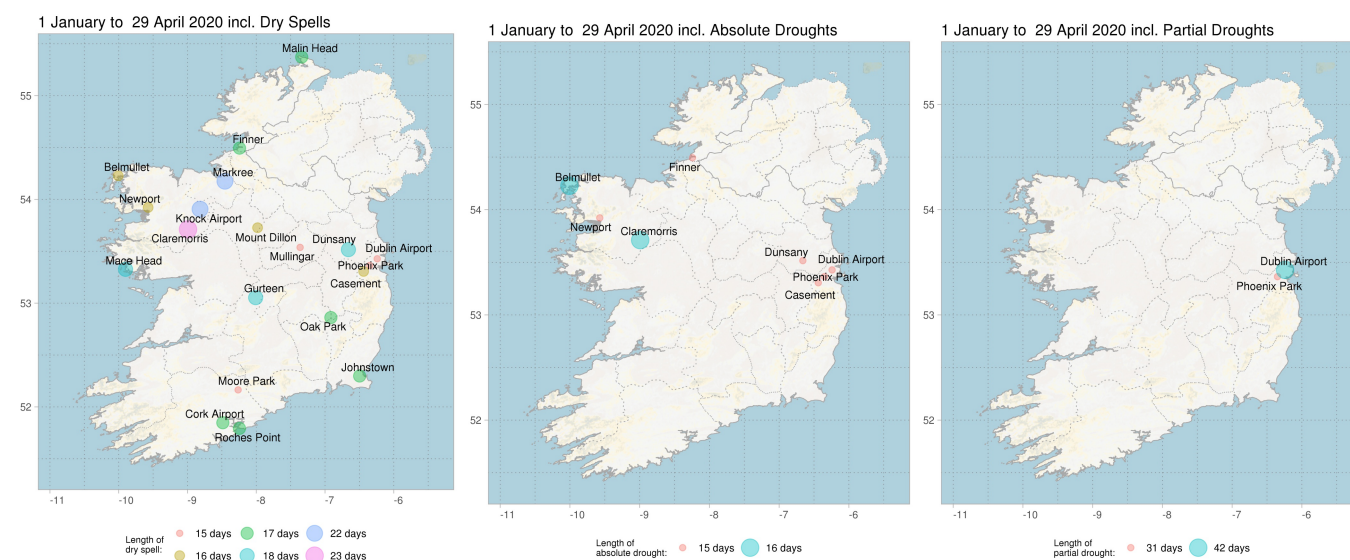 1 January to 29 April 2020 incl. Dry Spells
Malin Head
Finner
Belmullet
Markree
Newport
Knock Airport
Claremorris
Mount Dillon
Dunsany
Dublin Airport
Mullingar
Mace Head
Phoenix Park
Casement
Gurteen
Oak Park
Johnstown
Moore Park
Cork Airport
Roches Point
55
54
53
52
-11 -10 -9 -8 -7 -6
Length of
dry spell:
15 days 17 days 22 days
16 days 18 days 23 days
1 January to 29 April 2020 incl. Absolute Droughts
Finner
Belmullet
Newport
Claremorris
Dunsany
Dublin Airport
Phoenix Park
Casement
55
54
53
52
-11 -10 -9 -8 -7 -6
Length of
absolute drought:
15 days 16 days
1 January to 29 April 2020 incl. Partial Droughts
Dublin Airport
Phoenix Park
55
54
53
52
-11 -10 -9 -8 -7 -6
Length of
partial drought:
31 days 42 days